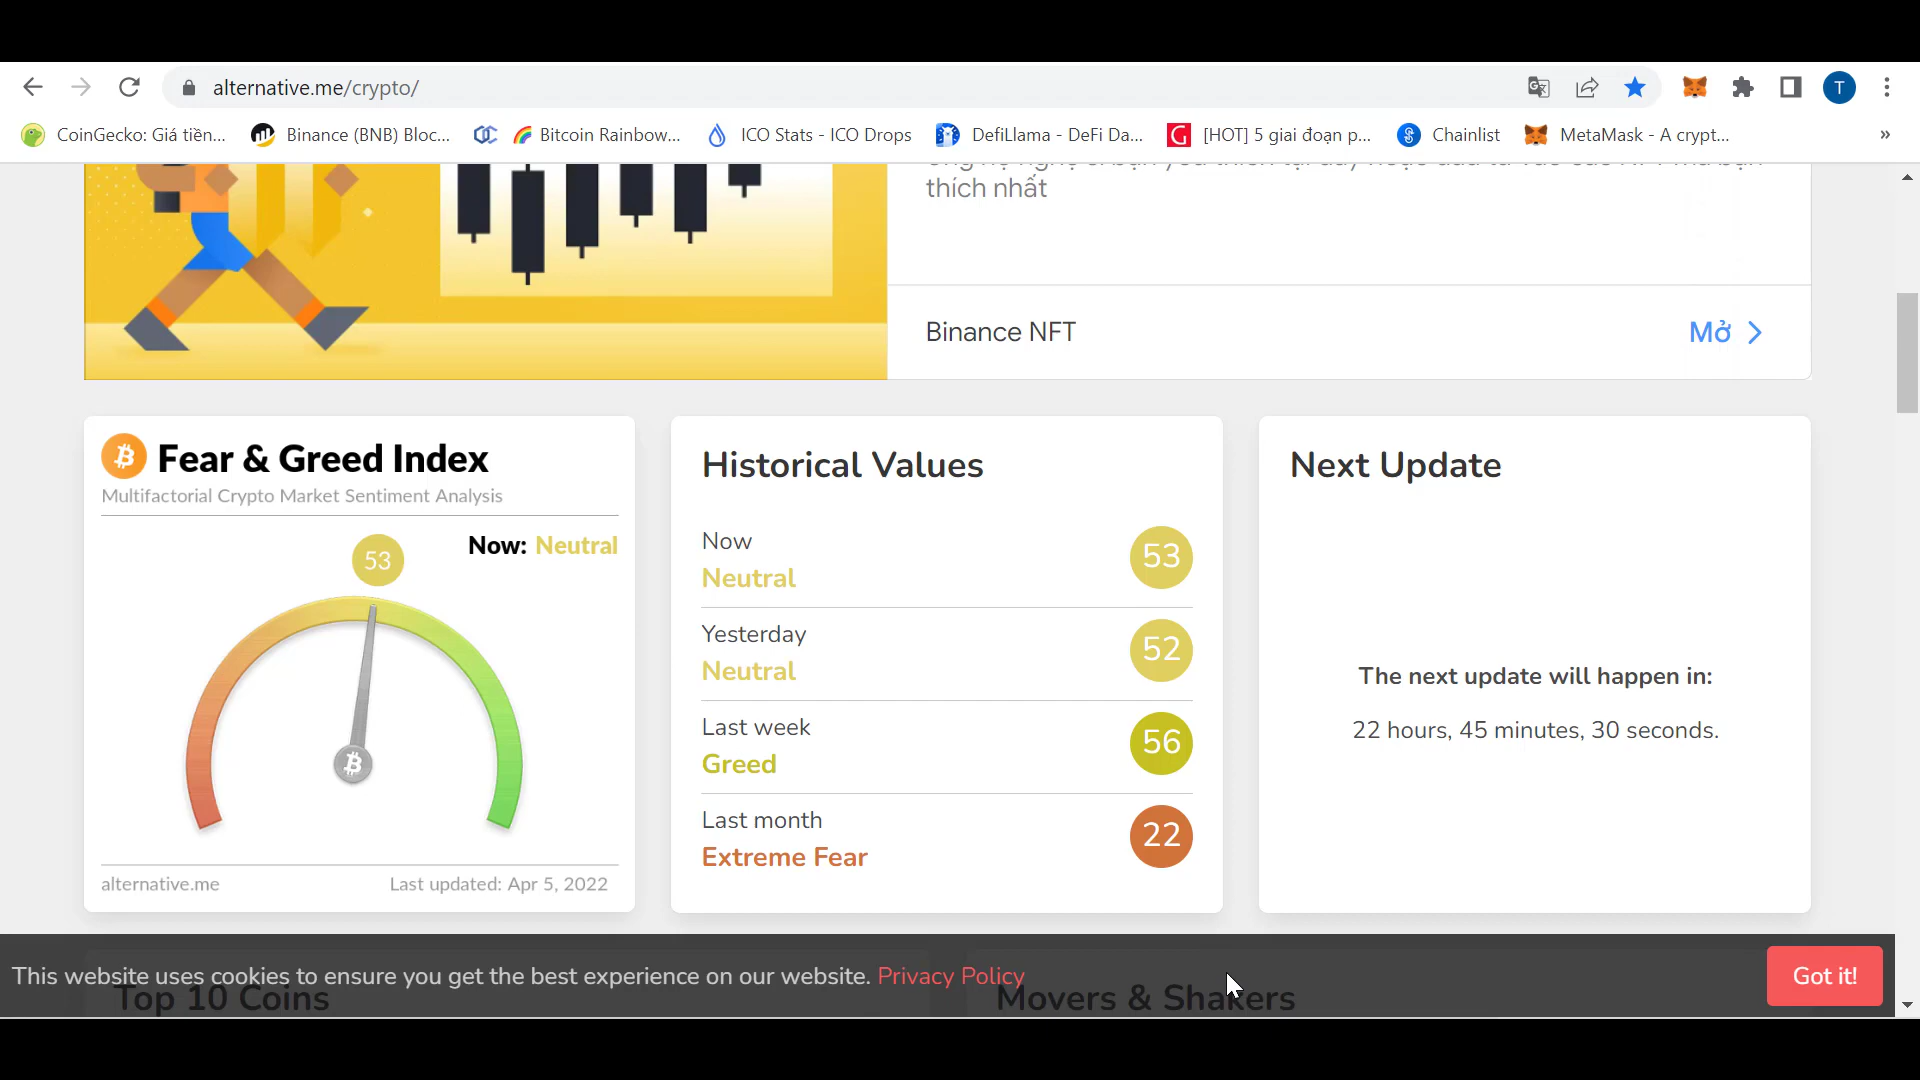 alternative.me/crypto/
T
CoinGecko: Giá tiền...
Binance (BNB) Bloc...
Bitcoin Rainbow...
ICO Stats - ICO Drops
DefiLlama - DeFi Da...
[HOT] 5 giai đoạn p...
Chainlist
MetaMask - A crypt...
»
thích nhất
Binance NFT
Mở
Fear & Greed Index
Multifactorial Crypto Market Sentiment Analysis
Now: Neutral
53
alternative.me
Last updated: Apr 5, 2022
Historical Values
Now
Neutral
53
Yesterday
Neutral
52
Last week
Greed
56
Last month
Extreme Fear
22
Next Update
The next update will happen in:
22 hours, 45 minutes, 30 seconds.
This website uses cookies to ensure you get the best experience on our website. Privacy Policy
Got it!
Top 10 Coins
Movers & Shakers